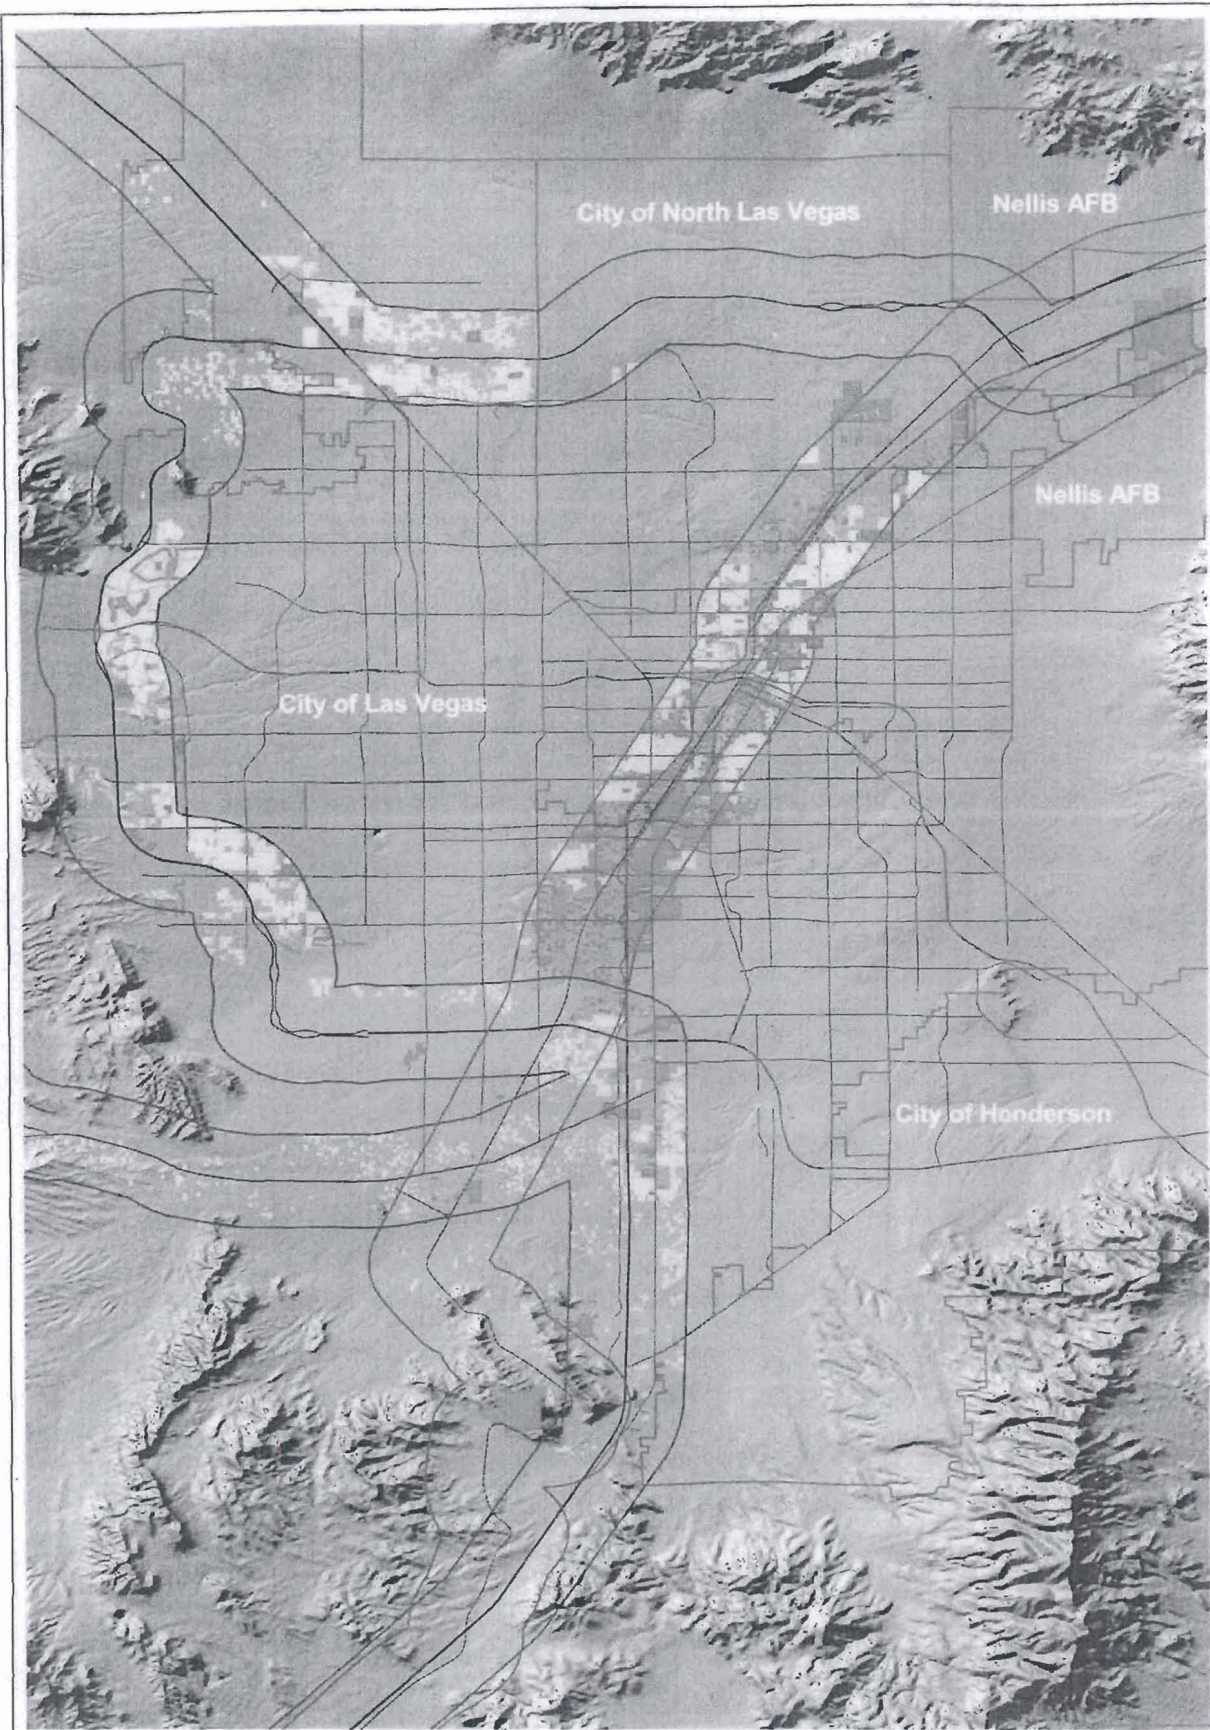 City of North Las Vegas
Nellis AFB
Nellis AFB
City of Las Vegas
City of Henderson